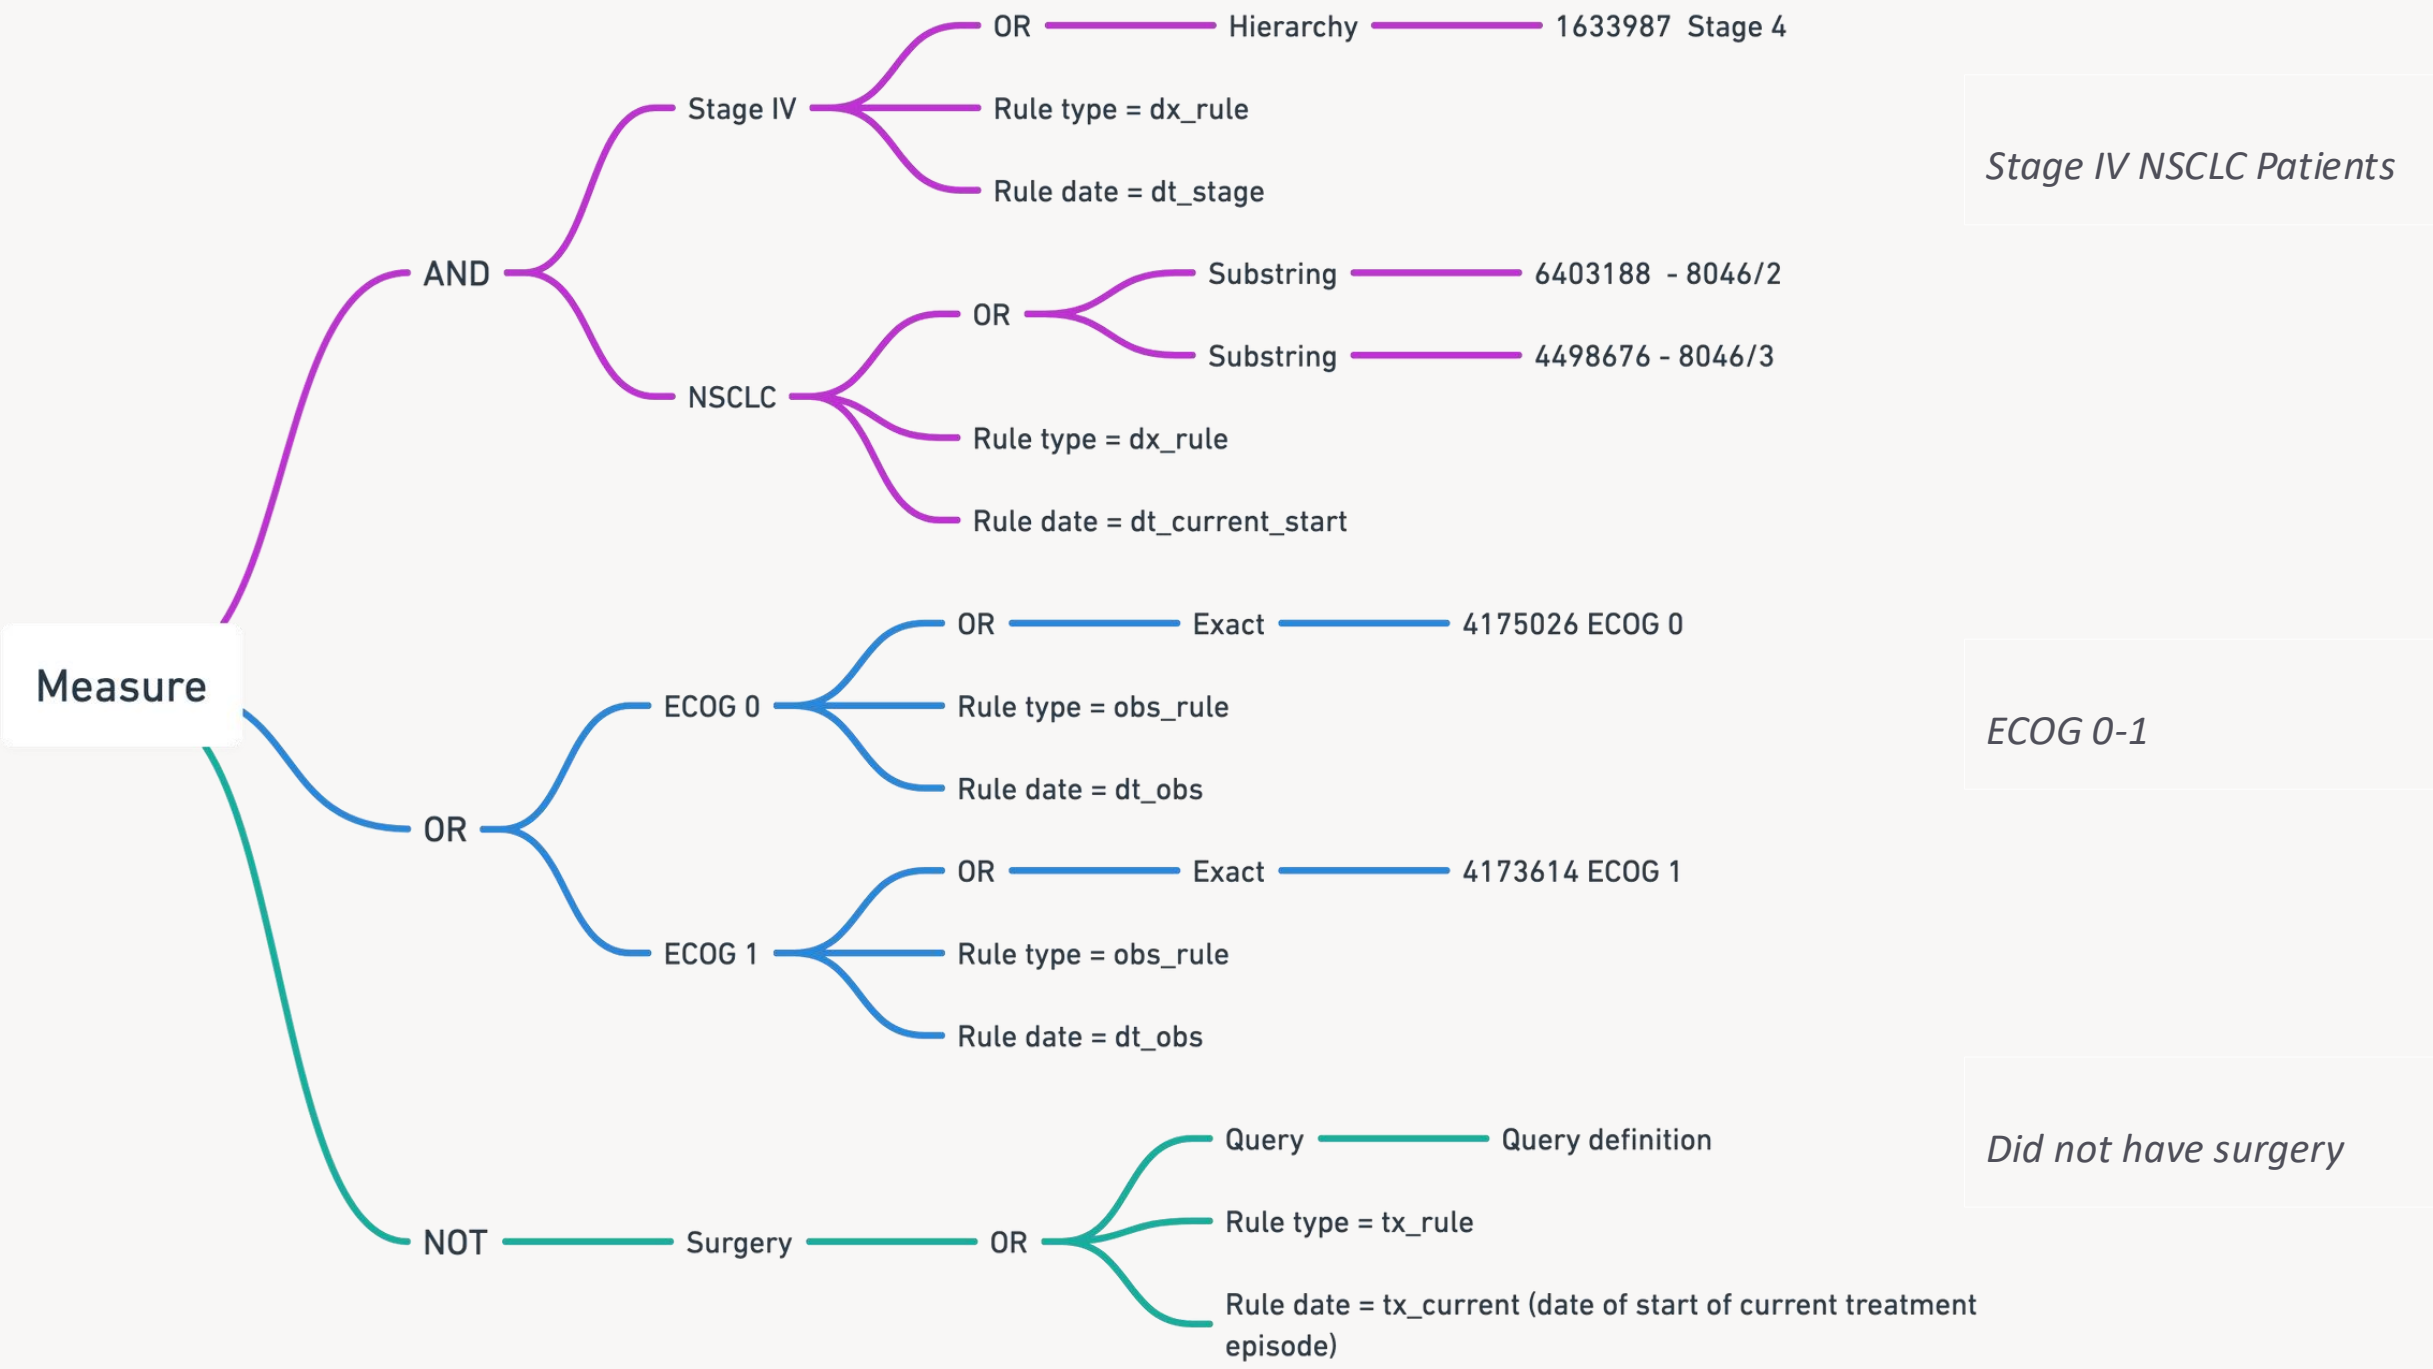 OR Hierarchy 1633987 Stage 4
Stage IV Rule type = dx_rule
Stage IV NSCLC Patients
Rule date = dt_stage
AND
Substring 6403188 - 8046/2
OR
Substring 4498676 - 8046/3
NSCLC
Rule type = dx_rule
Rule date = dt_current_start
Measure
OR Exact 4175026 ECOG 0
ECOG 0 Rule type = obs_rule
ECOG 0-1
Rule date = dt_obs
OR
OR Exact 4173614 ECOG 1
ECOG 1 Rule type = obs_rule
Rule date = dt_obs
Query Query definition
Did not have surgery
Rule type = tx_rule
NOT Surgery OR
Rule date = tx_current (date of start of current treatment
episode)